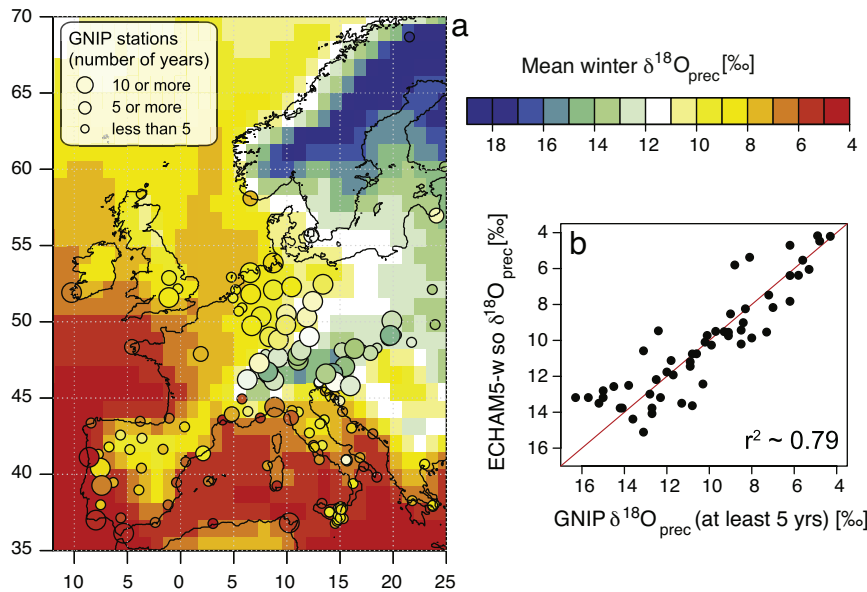 a
GNIP stations
(number of years)
10 or more
5 or more
less than 5
70
65
60
55
50
45
40
35
10 5 0 5 10 15 20 25
Mean winter δ¹⁸Oprec[‰]
18 16 14 12 10 8 6 4
b
ECHAM5-w so δ¹⁸Oprec[‰]
4
6
8
10
12
14
16
r² ~ 0.79
16 14 12 10 8 6 4
GNIP δ¹⁸Oprec (at least 5 yrs) [‰]